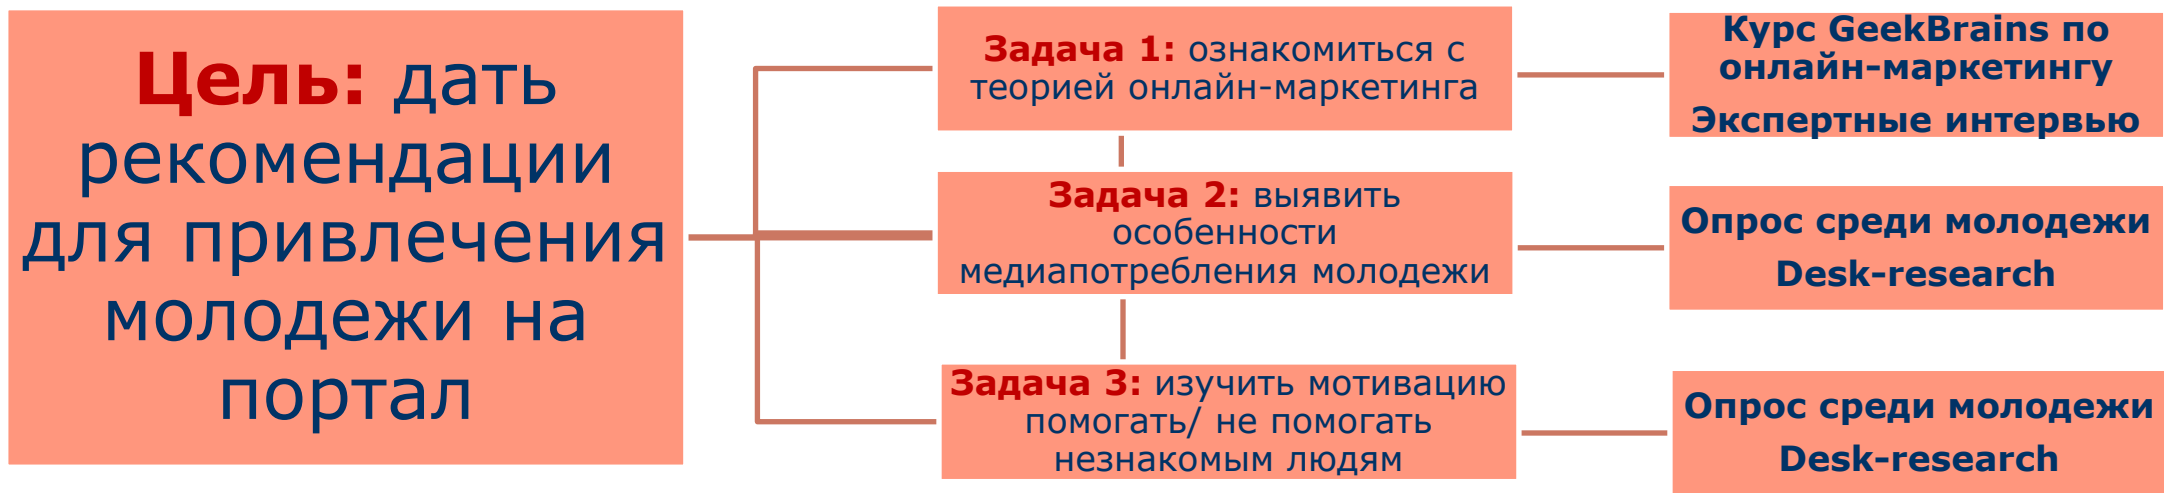 Цель: дать
рекомендации
для привлечения
молодежи на
портал
Задача 1: ознакомиться с
теорией онлайн-маркетинга
Курс GeekBrains по
онлайн-маркетингу
Экспертные интервью
Задача 2: выявить
особенности
медиапотребления молодежи
Опрос среди молодежи
Desk-research
Задача 3: изучить мотивацию
помогать/ не помогать
незнакомым людям
Опрос среди молодежи
Desk-research